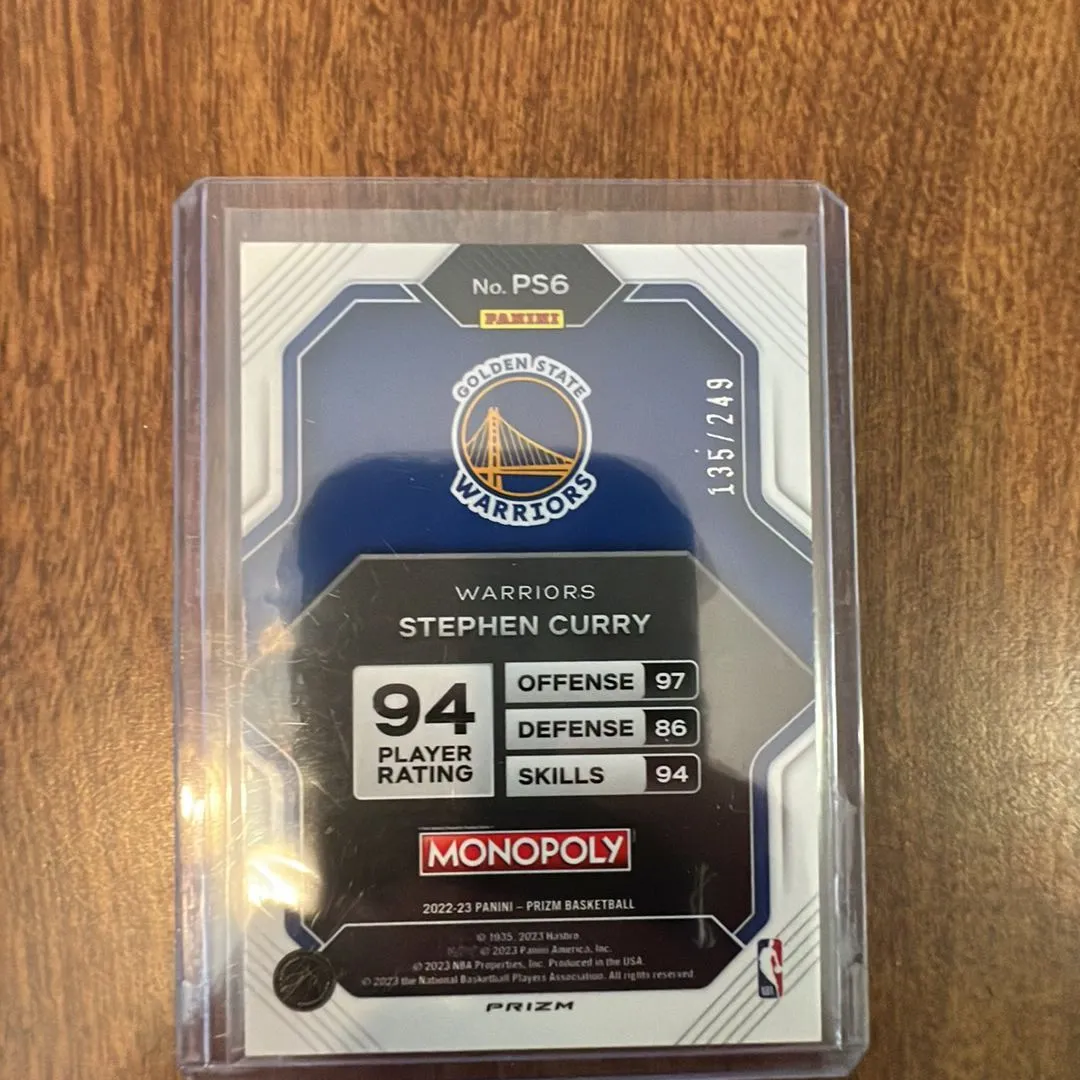 No. PS6
PANINI
GOLDEN STATE
WARRIORS
135/249
WARRIORS
STEPHEN CURRY
94
PLAYER
RATING
OFFENSE 97
DEFENSE 86
SKILLS 94
MONOPOLY
2022-23 PANINI – PRIZM BASKETBALL
© 1935, 2023 Hasbro
© 2023 Panini America, Inc.
© 2023 NBA Properties, Inc. Produced in the USA.
© 2023 the National Basketball Players Association. All rights reserved
PRIZM